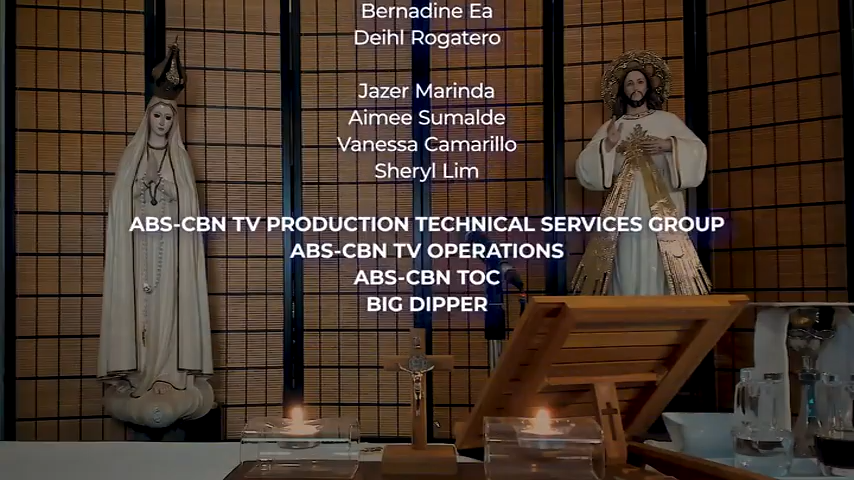 Bernadine Ea
Deihl Rogatero
Jazer Marinda
Aimee Sumalde
Vanessa Camarillo
Sheryl Lim
ABS-CBN TV PRODUCTION TECHNICAL SERVICES GROUP
ABS-CBN TV OPERATIONS
ABS-CBN TOC
BIG DIPPER